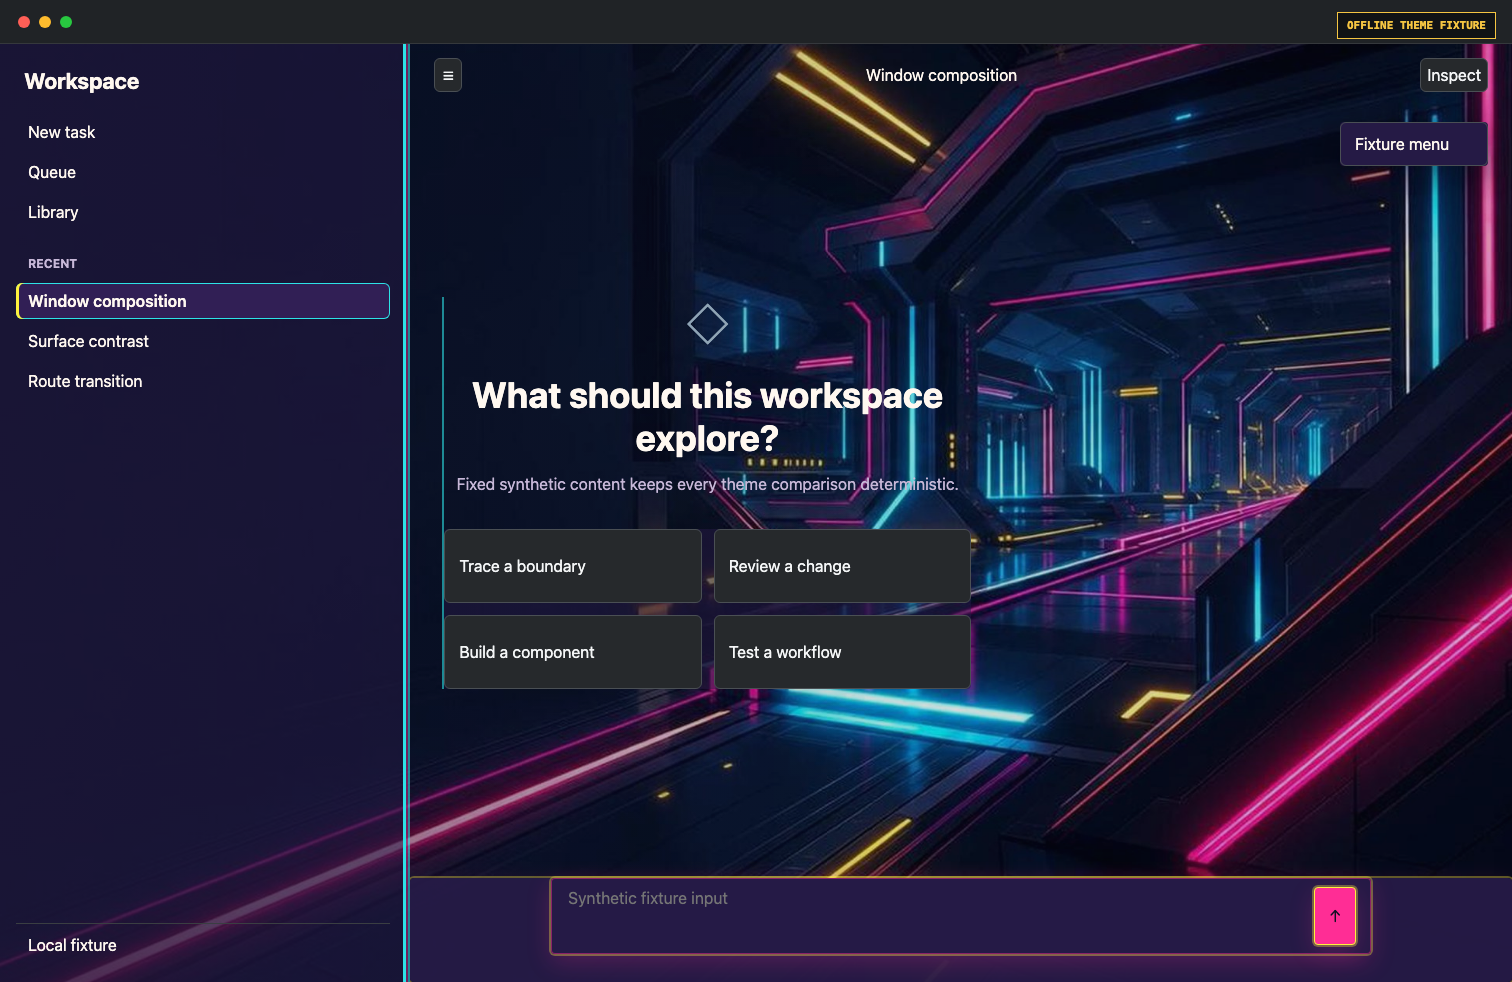 OFFLINE THEME FIXTURE
Workspace
New task
Queue
Library
RECENT
Window composition
Surface contrast
Route transition
Local fixture
Window composition
Inspect
Fixture menu
What should this workspace
explore?
Fixed synthetic content keeps every theme comparison deterministic.
Trace a boundary
Review a change
Build a component
Test a workflow
Synthetic fixture input